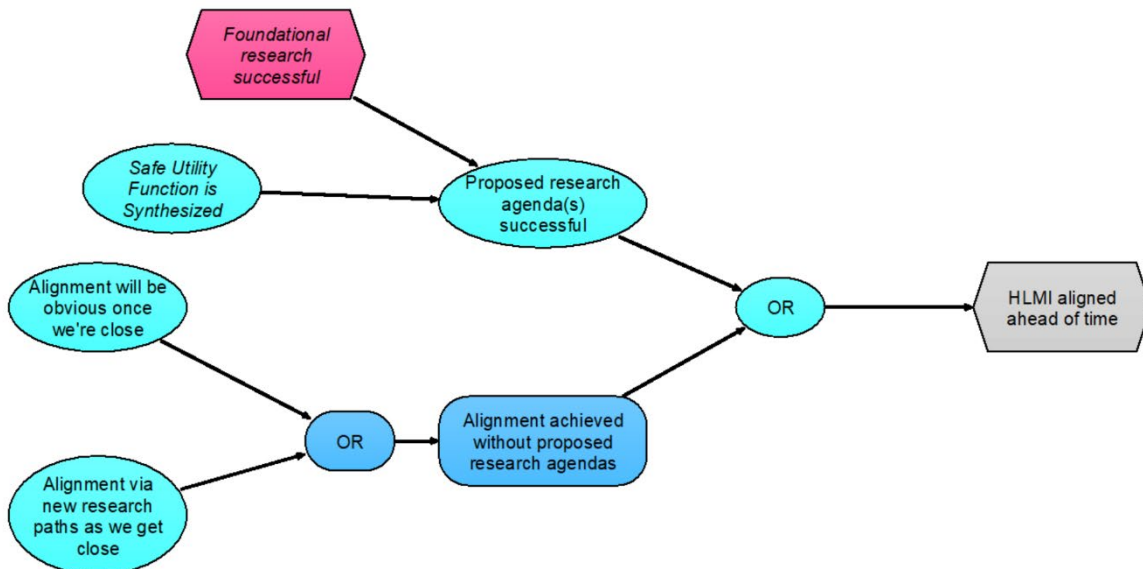 Foundational
research
successful
Safe Utility
Function is
Synthesized
Proposed research
agenda(s)
successful
Alignment will be
obvious once
we're close
OR
HLMI aligned
ahead of time
OR
Alignment achieved
without proposed
research agendas
Alignment via
new research
paths as we get
close